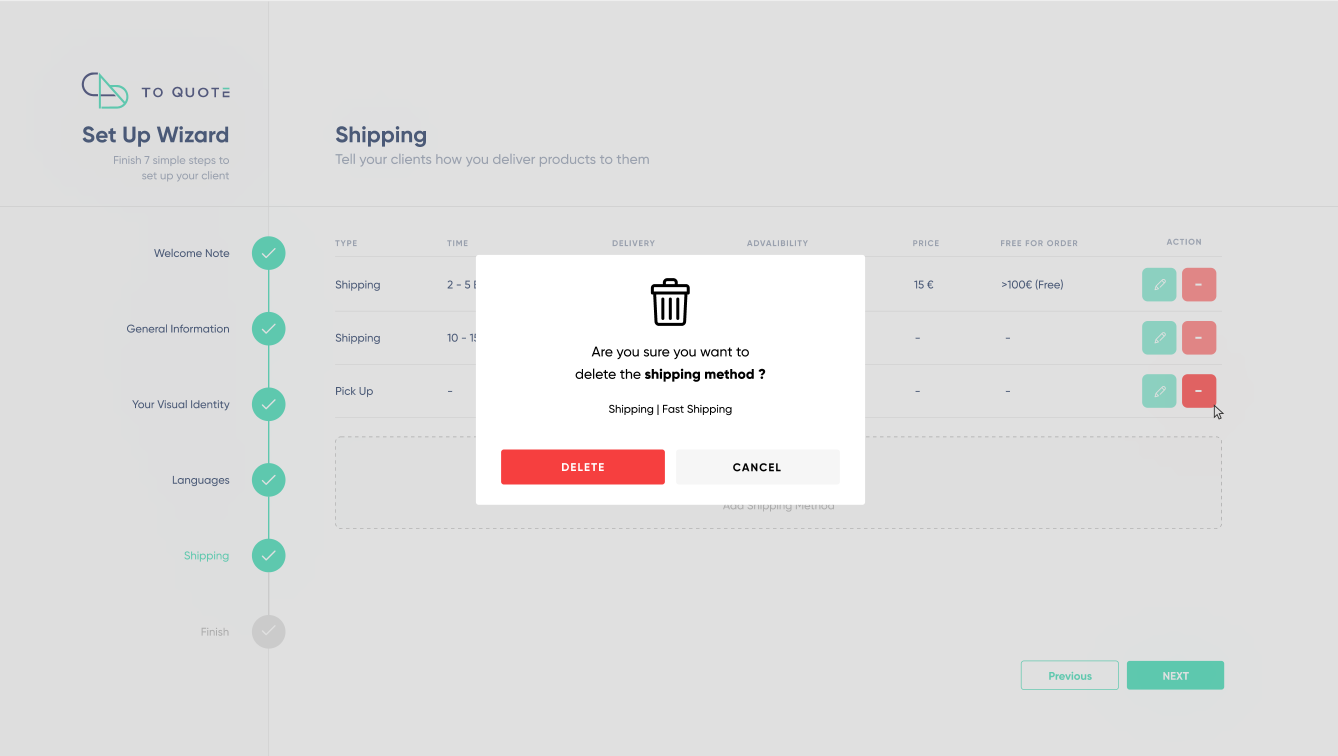 TO QUOTE
Set Up Wizard
Finish 7 simple steps to
set up your client
Shipping
Tell your clients how you deliver products to them
Welcome Note
General Information
Your Visual Identity
Languages
Shipping
Finish
TYPE TIME DELIVERY ADVALIBILITY PRICE FREE FOR ORDER ACTION
Shipping 2 - 5 15 € >100€ (Free)
Shipping 10 - 15 - -
Pick Up - - -
Are you sure you want to
delete the shipping method ?
Shipping | Fast Shipping
DELETE CANCEL
Add Shipping Method
Previous NEXT